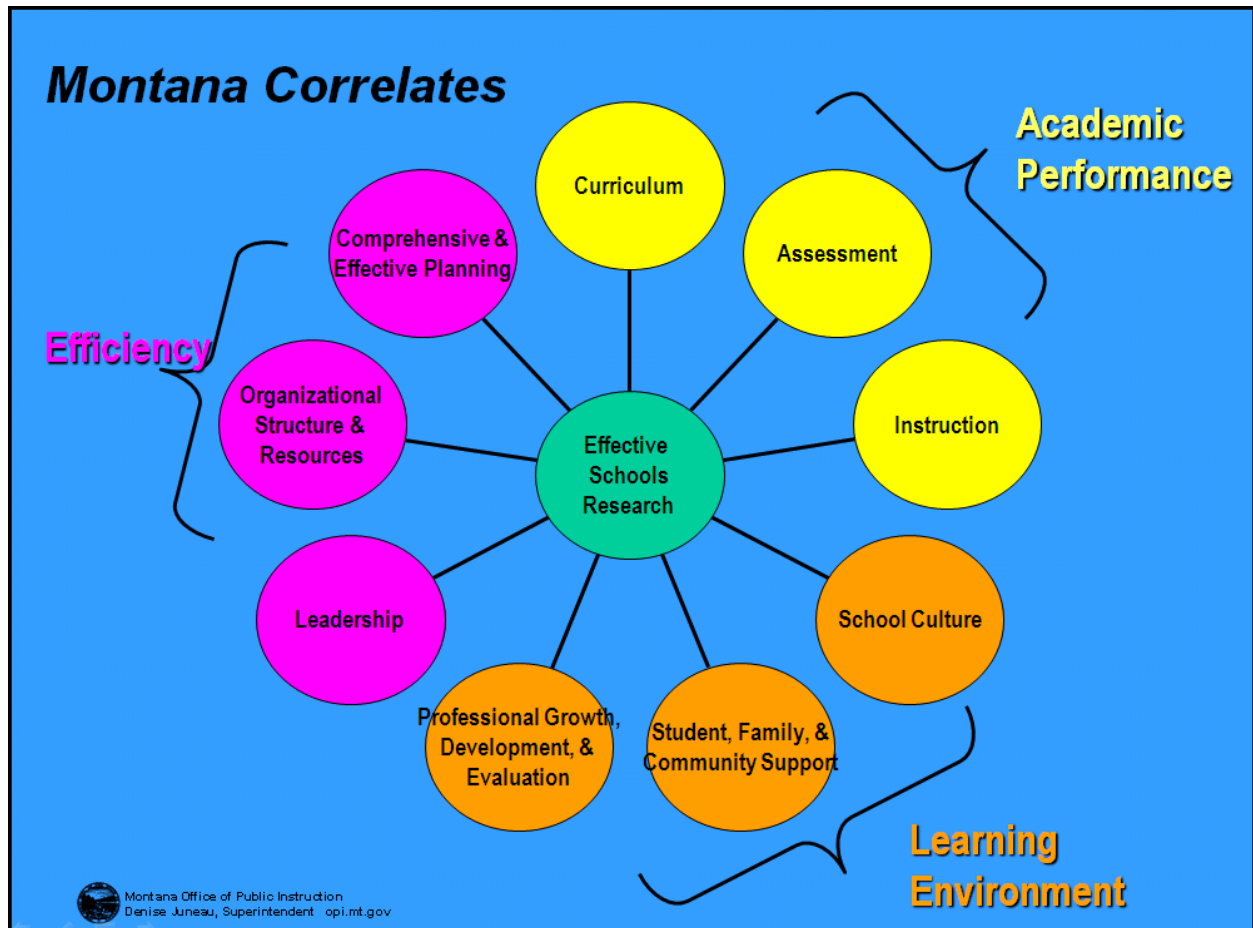 Montana Correlates
Academic
Performance
Curriculum
Assessment
Instruction
School Culture
Student, Family, &
Community Support
Learning
Environment
Professional Growth,
Development, &
Evaluation
Leadership
Organizational
Structure &
Resources
Efficiency
Comprehensive &
Effective Planning
Effective
Schools
Research
Montana Office of Public Instruction
Denise Juneau, Superintendent opi.mt.gov